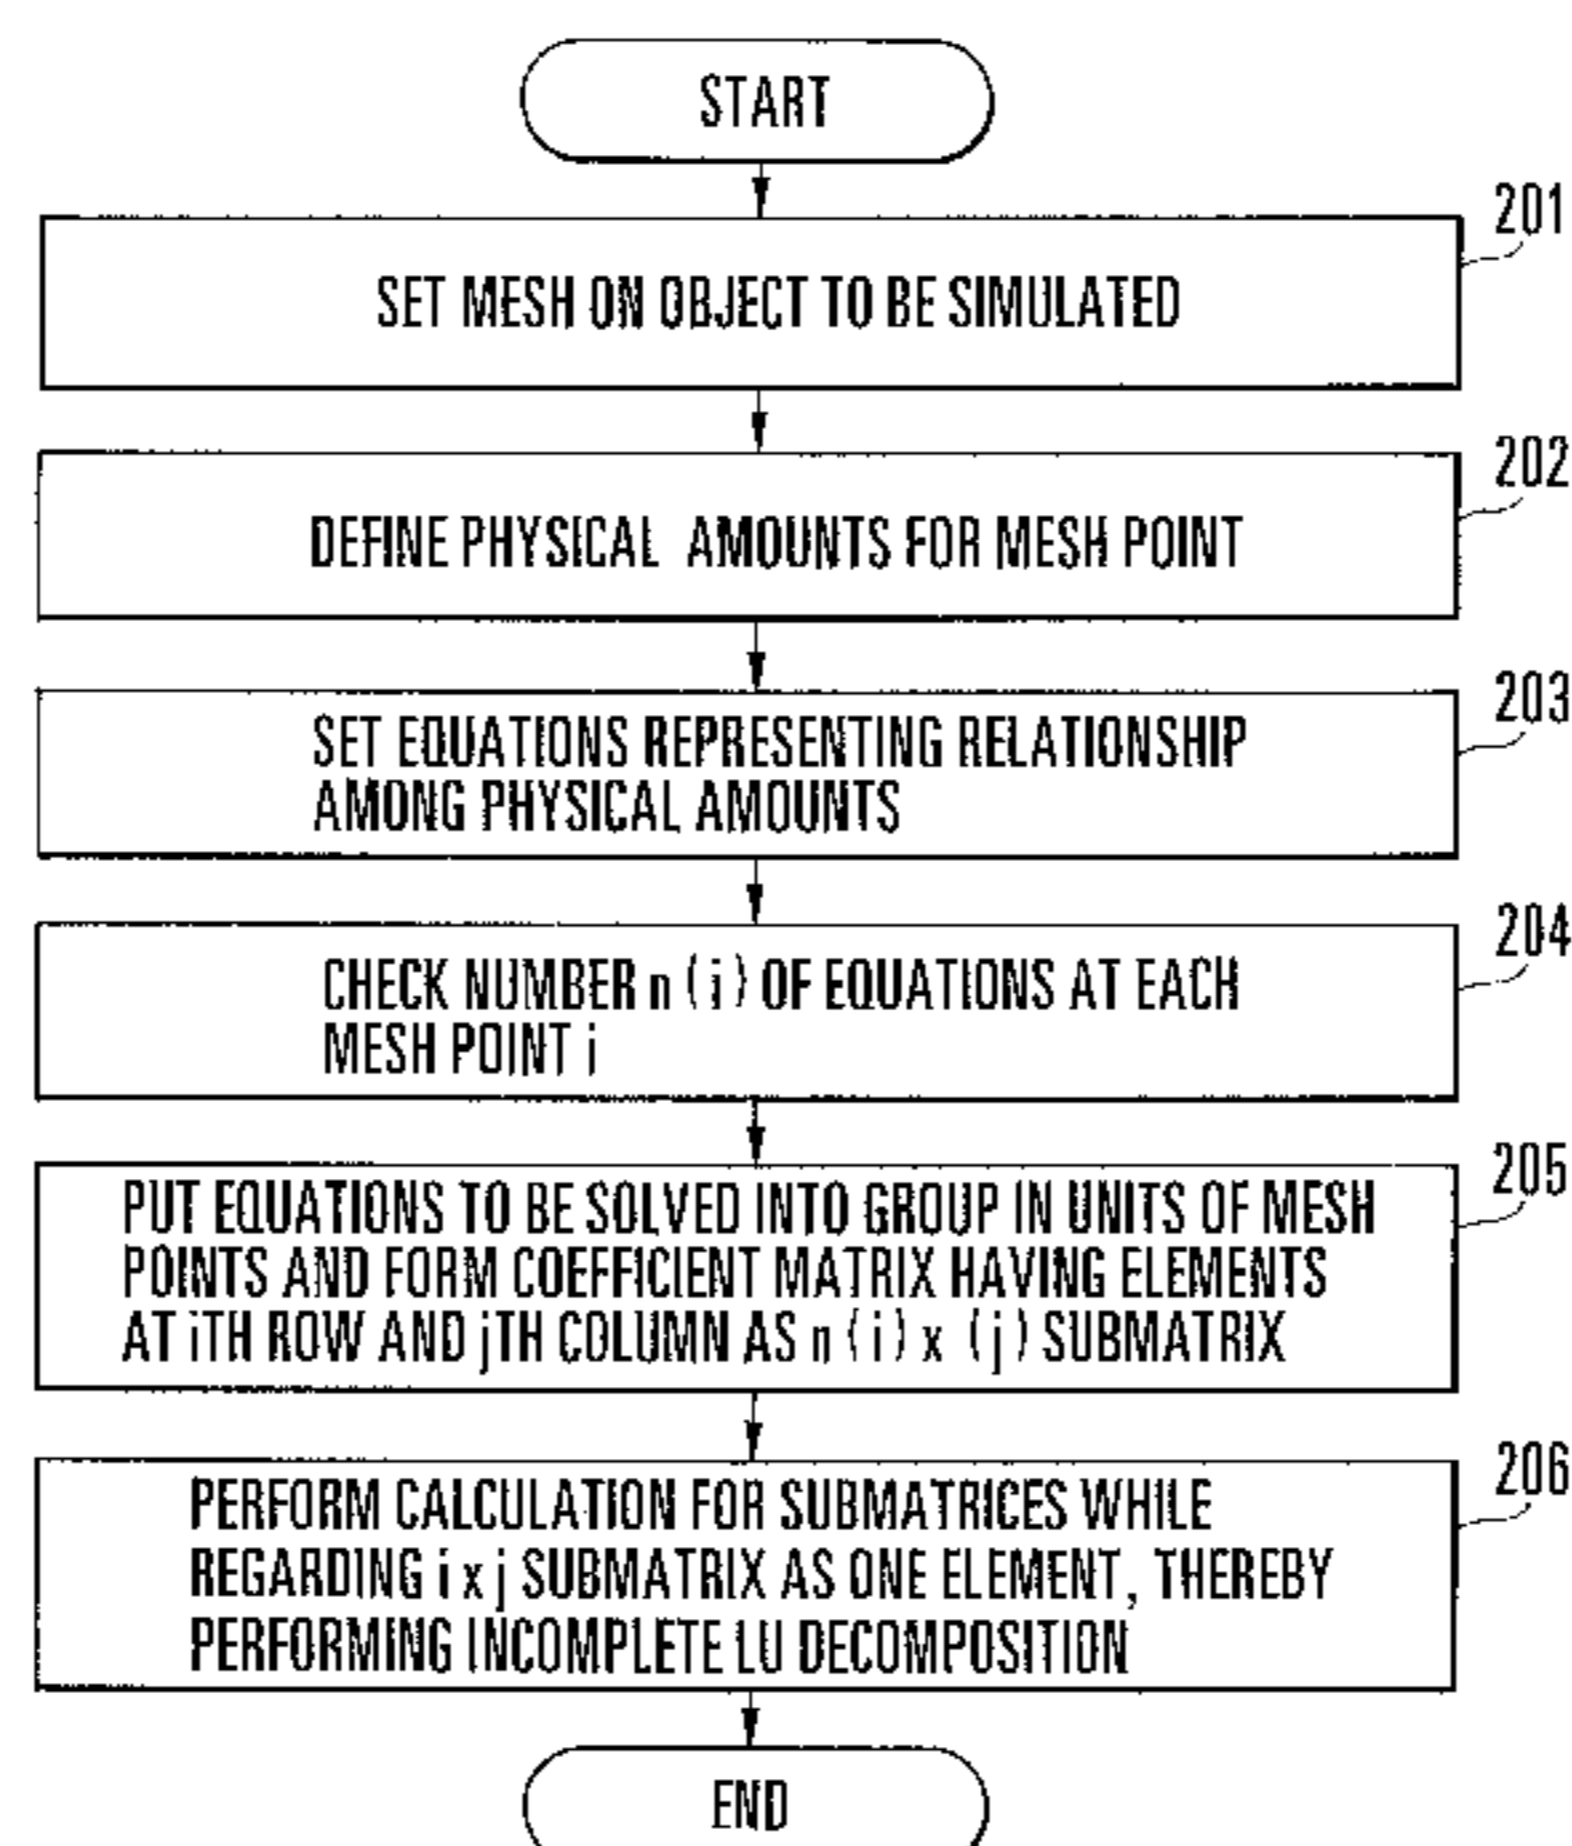 START
201
SET MESH ON OBJECT TO BE SIMULATED
202
DEFINE PHYSICAL AMOUNTS FOR MESH POINT
203
SET EQUATIONS REPRESENTING RELATIONSHIP
AMONG PHYSICAL AMOUNTS
204
CHECK NUMBER n (i) OF EQUATIONS AT EACH
MESH POINT i
205
PUT EQUATIONS TO BE SOLVED INTO GROUP IN UNITS OF MESH
POINTS AND FORM COEFFICIENT MATRIX HAVING ELEMENTS
AT iTH ROW AND jTH COLUMN AS n (i) x (j) SUBMATRIX
206
PERFORM CALCULATION FOR SUBMATRICES WHILE
REGARDING i x j SUBMATRIX AS ONE ELEMENT, THEREBY
PERFORMING INCOMPLETE LU DECOMPOSITION
END